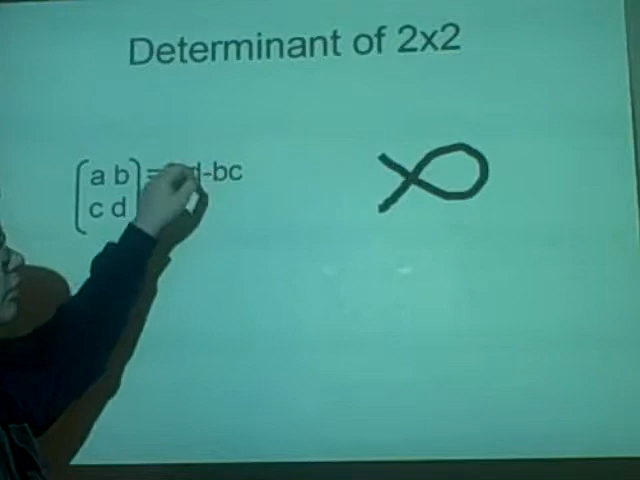 Determinant of 2x2
a b = d-bc
c d